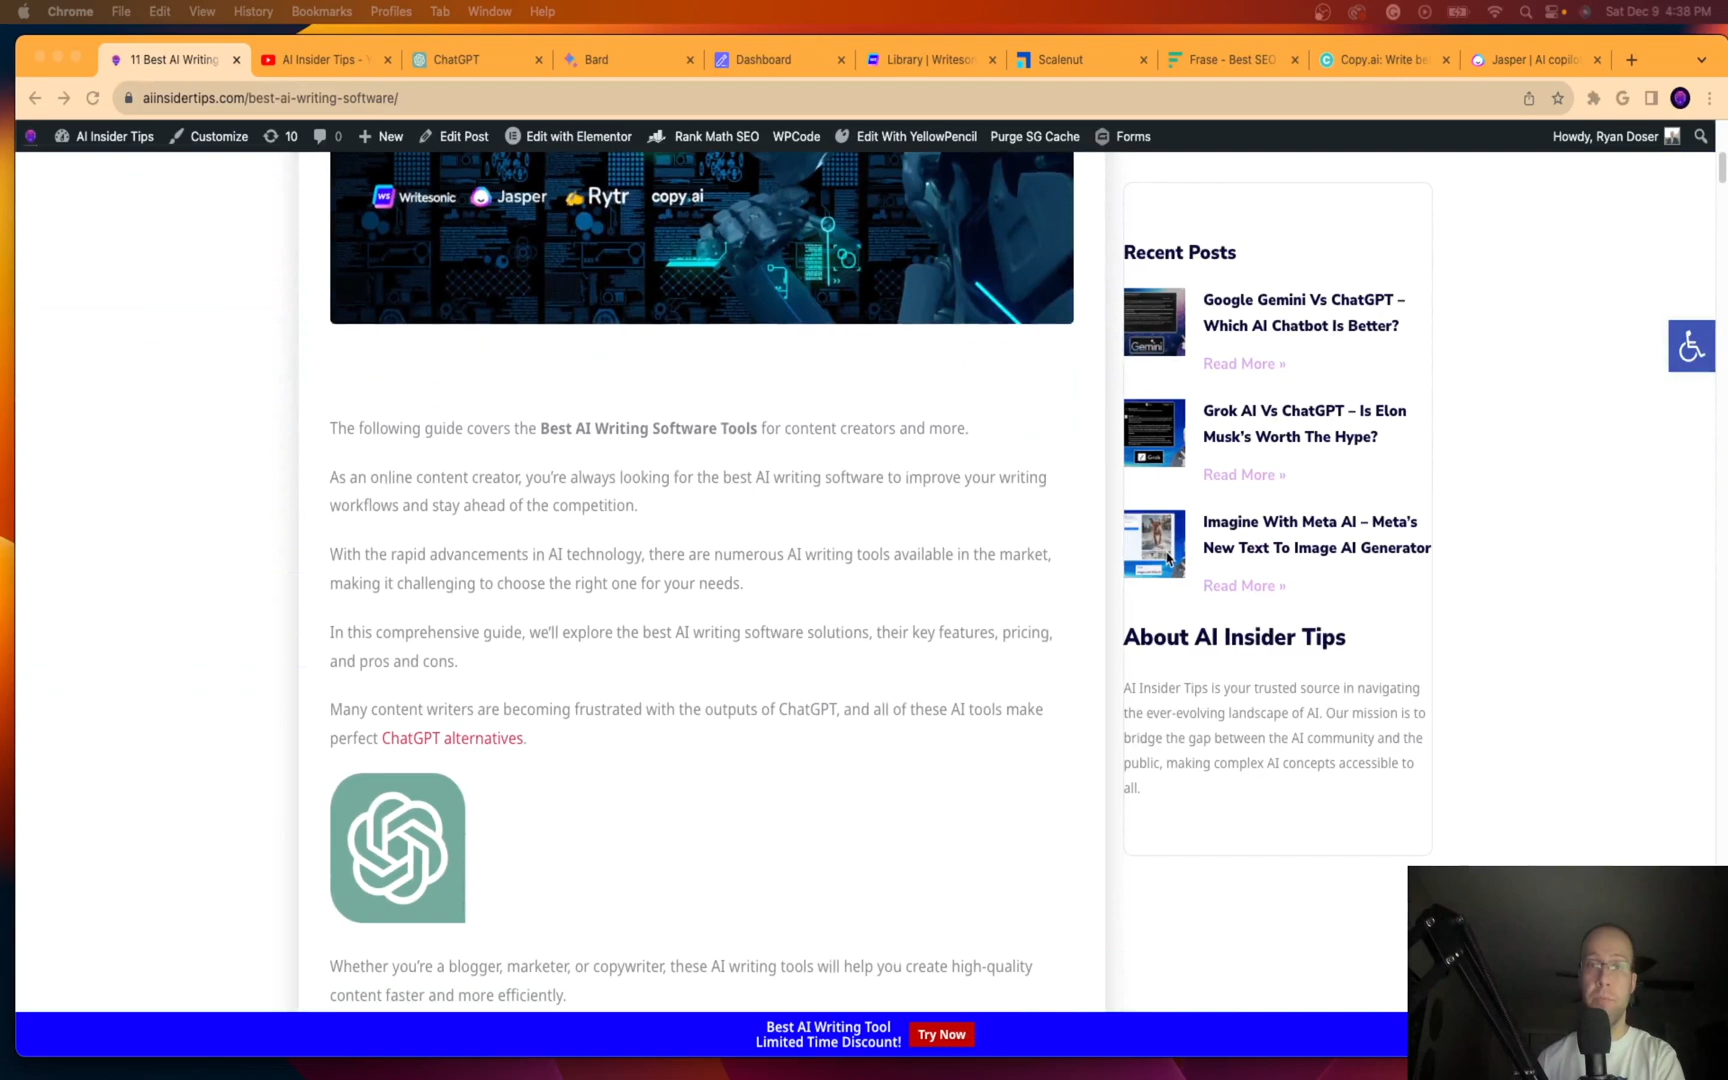 Chrome File Edit View History Bookmarks Profiles Tab Window Help Sat Dec 9 4:38 PM
11 Best AI Writing AI Insider Tips - Y ChatGPT Bard Dashboard Library | Writeson Scalenut Frase - Best SEO Copy.ai: Write be Jasper | AI copilo
aiinsidertips.com/best-ai-writing-software/
AI Insider Tips Customize 10 0 New Edit Post Edit with Elementor Rank Math SEO WPCode Edit With YellowPencil Purge SG Cache Forms Howdy, Ryan Doser
WS Writesonic Jasper Rytr copy.ai
The following guide covers the Best AI Writing Software Tools for content creators and more.
As an online content creator, you're always looking for the best AI writing software to improve your writing
workflows and stay ahead of the competition.
With the rapid advancements in AI technology, there are numerous AI writing tools available in the market,
making it challenging to choose the right one for your needs.
In this comprehensive guide, we'll explore the best AI writing software solutions, their key features, pricing,
and pros and cons.
Many content writers are becoming frustrated with the outputs of ChatGPT, and all of these AI tools make
perfect ChatGPT alternatives.
Whether you're a blogger, marketer, or copywriter, these AI writing tools will help you create high-quality
content faster and more efficiently.
Recent Posts
Gemini
Google Gemini Vs ChatGPT –
Which AI Chatbot Is Better?
Read More »
Grok
Grok AI Vs ChatGPT – Is Elon
Musk's Worth The Hype?
Read More »
Imagine With Meta AI – Meta's
New Text To Image AI Generator
Read More »
About AI Insider Tips
AI Insider Tips is your trusted source in navigating
the ever-evolving landscape of AI. Our mission is to
bridge the gap between the AI community and the
public, making complex AI concepts accessible to
all.
Best AI Writing Tool
Limited Time Discount!
Try Now